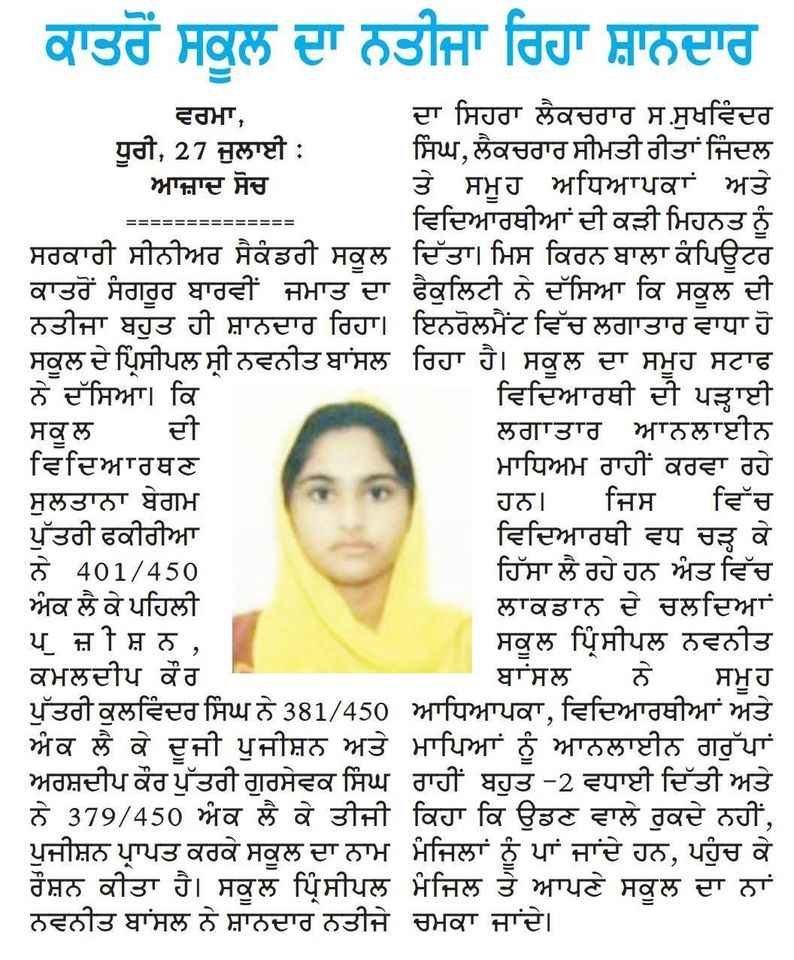 ਕਾਤਰੋਂ ਸਕੂਲ ਦਾ ਨਤੀਜਾ ਰਿਹਾ ਸ਼ਾਨਦਾਰ
ਵਰਮਾ,
ਧੂਰੀ, 27 ਜੁਲਾਈ :
ਆਜ਼ਾਦ ਸੋਚ
==============
ਸਰਕਾਰੀ ਸੀਨੀਅਰ ਸੈਕੰਡਰੀ ਸਕੂਲ
ਕਾਤਰੋਂ ਸੰਗਰੂਰ ਬਾਰਵੀਂ ਜਮਾਤ ਦਾ
ਨਤੀਜਾ ਬਹੁਤ ਹੀ ਸ਼ਾਨਦਾਰ ਰਿਹਾ।
ਸਕੂਲ ਦੇ ਪ੍ਰਿੰਸੀਪਲ ਸ੍ਰੀ ਨਵਨੀਤ ਬਾਂਸਲ
ਨੇ ਦੱਸਿਆ। ਕਿ
ਸਕੂਲ ਦੀ
ਵਿਦਿਆਰਥਣ
ਸੁਲਤਾਨਾ ਬੇਗਮ
ਪੁੱਤਰੀ ਫਕੀਰੀਆ
ਨੇ 401/450
ਅੰਕ ਲੈ ਕੇ ਪਹਿਲੀ
ਪੁਜ਼ੀਸ਼ਨ,
ਕਮਲਦੀਪ ਕੌਰ
ਪੁੱਤਰੀ ਕੁਲਵਿੰਦਰ ਸਿੰਘ ਨੇ 381/450
ਅੰਕ ਲੈ ਕੇ ਦੂਜੀ ਪੁਜੀਸ਼ਨ ਅਤੇ
ਅਰਸ਼ਦੀਪ ਕੌਰ ਪੁੱਤਰੀ ਗੁਰਸੇਵਕ ਸਿੰਘ
ਨੇ 379/450 ਅੰਕ ਲੈ ਕੇ ਤੀਜੀ
ਪੁਜੀਸ਼ਨ ਪ੍ਰਾਪਤ ਕਰਕੇ ਸਕੂਲ ਦਾ ਨਾਮ
ਰੌਸ਼ਨ ਕੀਤਾ ਹੈ। ਸਕੂਲ ਪ੍ਰਿੰਸੀਪਲ
ਨਵਨੀਤ ਬਾਂਸਲ ਨੇ ਸ਼ਾਨਦਾਰ ਨਤੀਜੇ
ਦਾ ਸਿਹਰਾ ਲੈਕਚਰਾਰ ਸ.ਸੁਖਵਿੰਦਰ
ਸਿੰਘ, ਲੈਕਚਰਾਰ ਸੀਮਤੀ ਰੀਤਾਂ ਜਿੰਦਲ
ਤੇ ਸਮੂਹ ਅਧਿਆਪਕਾਂ ਅਤੇ
ਵਿਦਿਆਰਥੀਆਂ ਦੀ ਕੜੀ ਮਿਹਨਤ ਨੂੰ
ਦਿੱਤਾ। ਮਿਸ ਕਿਰਨ ਬਾਲਾ ਕੰਪਿਊਟਰ
ਫੈਕੁਲਿਟੀ ਨੇ ਦੱਸਿਆ ਕਿ ਸਕੂਲ ਦੀ
ਇਨਰੋਲਮੈਂਟ ਵਿੱਚ ਲਗਾਤਾਰ ਵਾਧਾ ਹੋ
ਰਿਹਾ ਹੈ। ਸਕੂਲ ਦਾ ਸਮੂਹ ਸਟਾਫ
ਵਿਦਿਆਰਥੀ ਦੀ ਪੜ੍ਹਾਈ
ਲਗਾਤਾਰ ਆਨਲਾਈਨ
ਮਾਧਿਅਮ ਰਾਹੀਂ ਕਰਵਾ ਰਹੇ
ਹਨ। ਜਿਸ ਵਿੱਚ
ਵਿਦਿਆਰਥੀ ਵਧ ਚੜ੍ਹ ਕੇ
ਹਿੱਸਾ ਲੈ ਰਹੇ ਹਨ ਅੰਤ ਵਿੱਚ
ਲਾਕਡਾਨ ਦੇ ਚਲਦਿਆਂ
ਸਕੂਲ ਪ੍ਰਿੰਸੀਪਲ ਨਵਨੀਤ
ਬਾਂਸਲ ਨੇ ਸਮੂਹ
ਆਧਿਆਪਕਾ, ਵਿਦਿਆਰਥੀਆਂ ਅਤੇ
ਮਾਪਿਆਂ ਨੂੰ ਆਨਲਾਈਨ ਗਰੁੱਪਾਂ
ਰਾਹੀਂ ਬਹੁਤ -2 ਵਧਾਈ ਦਿੱਤੀ ਅਤੇ
ਕਿਹਾ ਕਿ ਉਡਣ ਵਾਲੇ ਰੁਕਦੇ ਨਹੀਂ,
ਮੰਜਿਲਾਂ ਨੂੰ ਪਾਂ ਜਾਂਦੇ ਹਨ, ਪਹੁੰਚ ਕੇ
ਮੰਜਿਲ ਤੇ ਆਪਣੇ ਸਕੂਲ ਦਾ ਨਾਂ
ਚਮਕਾ ਜਾਂਦੇ।